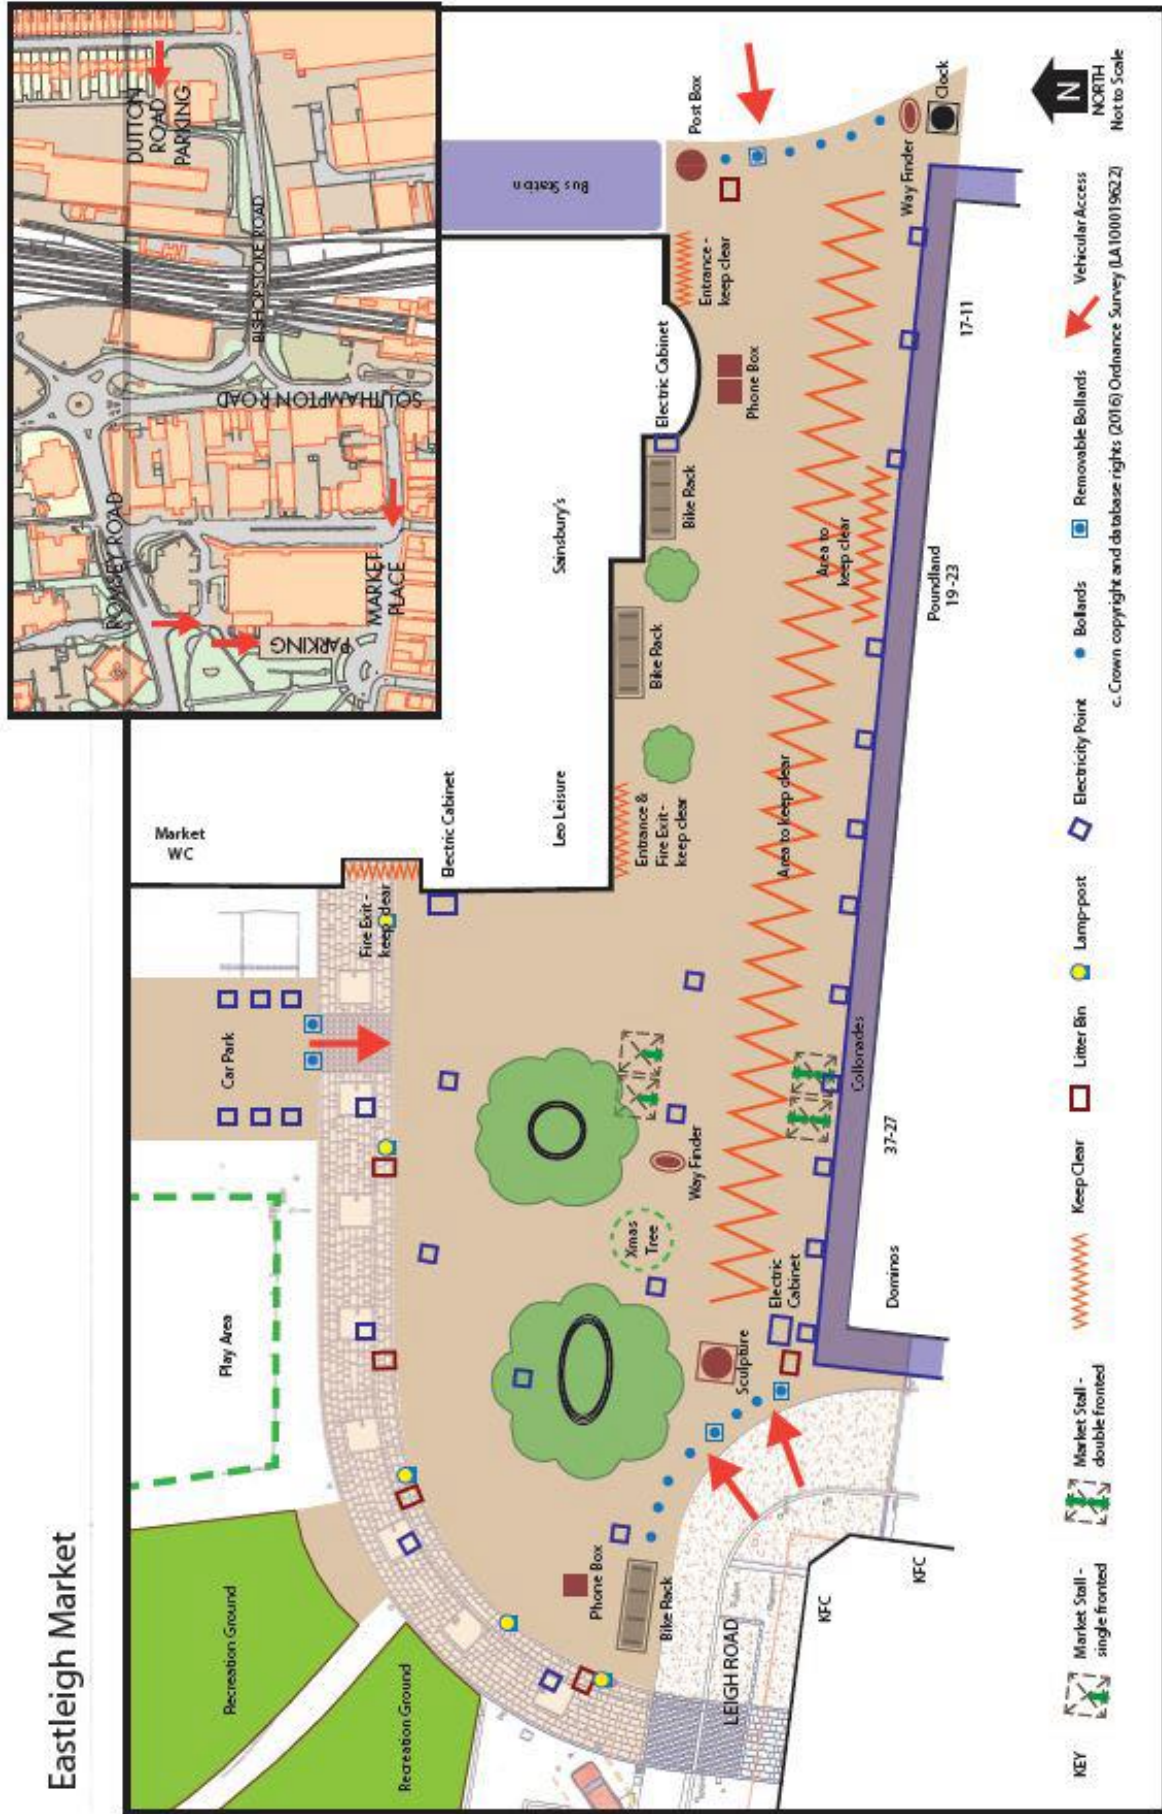 Eastleigh Market
Recreation Ground
Recreation Ground
Play Area
Car Park
Market
WC
Fire Exit -
keep clear
Electric Cabinet
Leo Leisure
Sainsbury's
Bus Station
Phone Box
Bike Rack
LEIGH ROAD
KFC
KFC
Xmas
Tree
Way Finder
Sculpture
Electric
Cabinet
Dominos
37-27
Collonades
Entrance &
Fire Exit -
keep clear
Bike Rack
Bike Rack
Electric Cabinet
Entrance -
keep clear
Phone Box
Post Box
Area to keep clear
Area to
keep clear
Poundland
19-23
17-11
Way Finder
Clock
ROMSEY ROAD
PARKING
MARKET
PLACE
SOUTHAMPTON ROAD
BISHOPSTOKE ROAD
DUTTON
ROAD
PARKING
N
NORTH
Not to Scale
KEY
Market Stall -
single fronted
Market Stall -
double fronted
Keep Clear
Litter Bin
Lamp-post
Electricity Point
Bollards
Removable Bollards
Vehicular Access
c. Crown copyright and database rights (2016) Ordnance Survey (LA100019622)